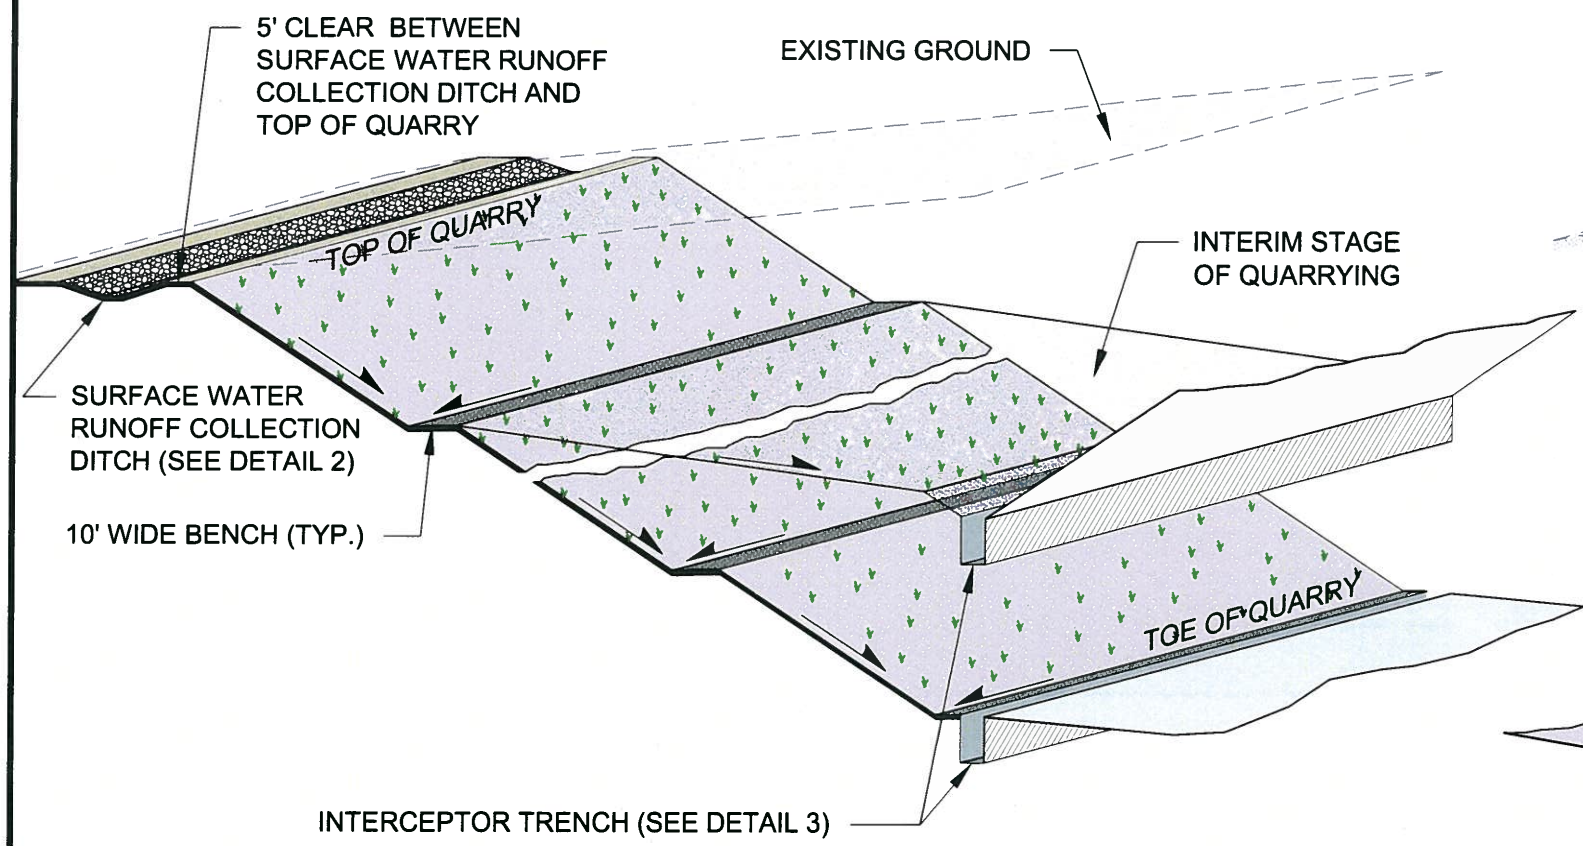 5' CLEAR BETWEEN
SURFACE WATER RUNOFF
COLLECTION DITCH AND
TOP OF QUARRY
EXISTING GROUND
TOP OF QUARRY
INTERIM STAGE
OF QUARRYING
SURFACE WATER
RUNOFF COLLECTION
DITCH (SEE DETAIL 2)
10' WIDE BENCH (TYP.)
TOE OF QUARRY
INTERCEPTOR TRENCH (SEE DETAIL 3)